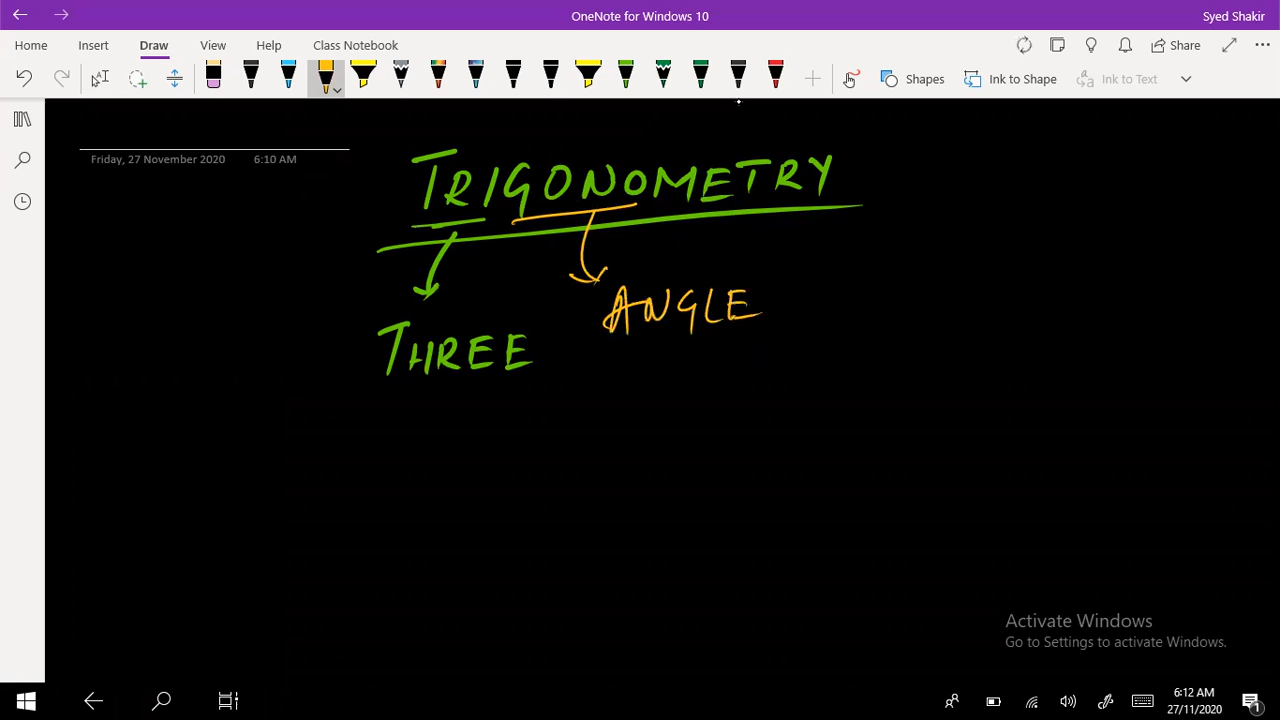 OneNote for Windows 10
Syed Shakir
Home Insert Draw View Help Class Notebook Share
Shapes Ink to Shape Ink to Text
Friday, 27 November 2020 6:10 AM
TRIGONOMETRY
ANGLE
THREE
Activate Windows
Go to Settings to activate Windows.
6:12 AM
27/11/2020
1